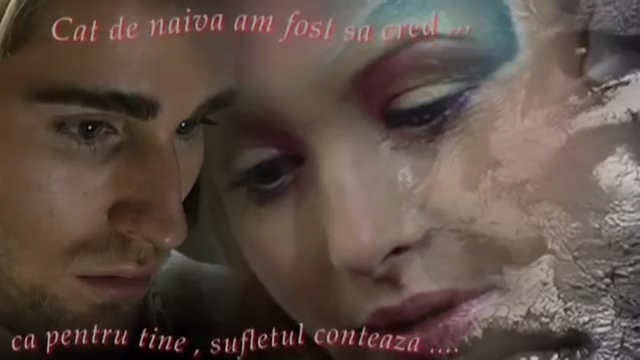 Cat de naiva am fost sa cred ...
ca pentru tine , sufletul conteaza ....